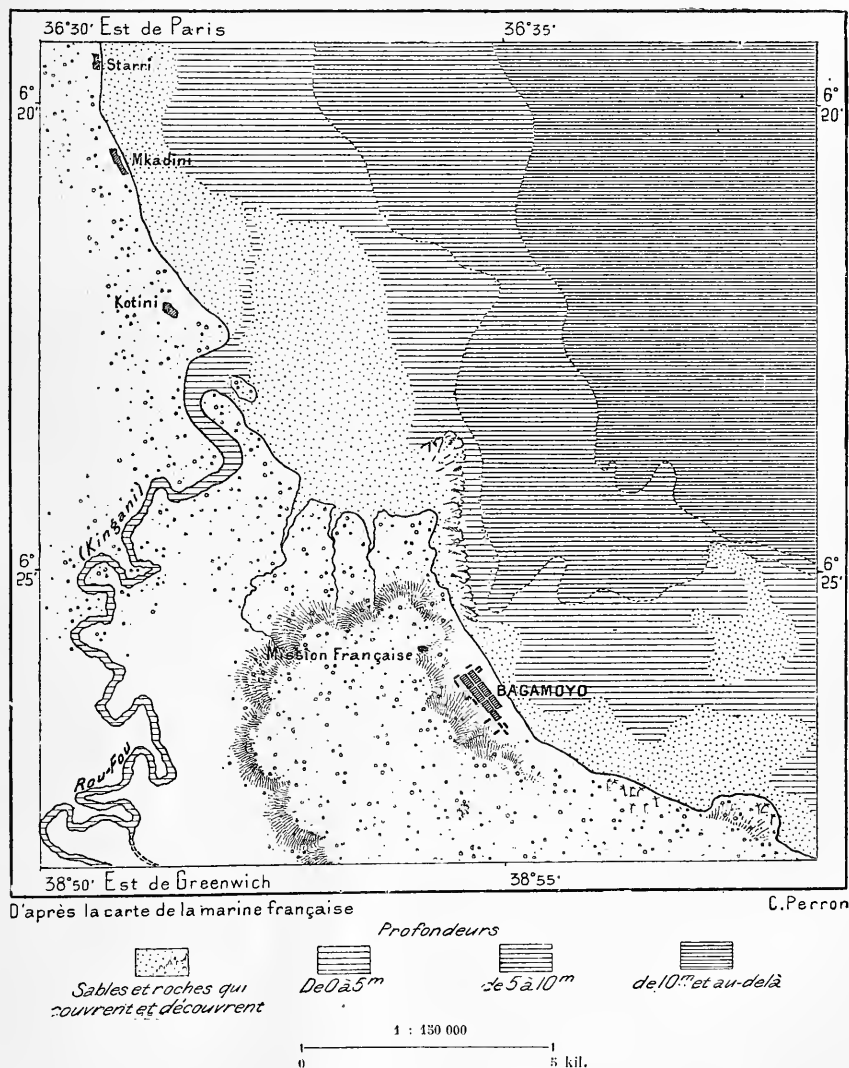 36°30' Est de Paris 36°35'
Starri
6° 20'
6° 20'
Mkadini
Kotini
(Kingani)
6° 25'
6° 25'
Mission Française
BAGAMOYO
Rou-Fou
38°50' Est de Greenwich 38°55'
D'après la carte de la marine française C. Perron
Profondeurs
Sables et roches qui couvrent et découvrent
De 0 à 5m
de 5 à 10m
de 10m et au-delà
1 : 150 000
0 5 kil.